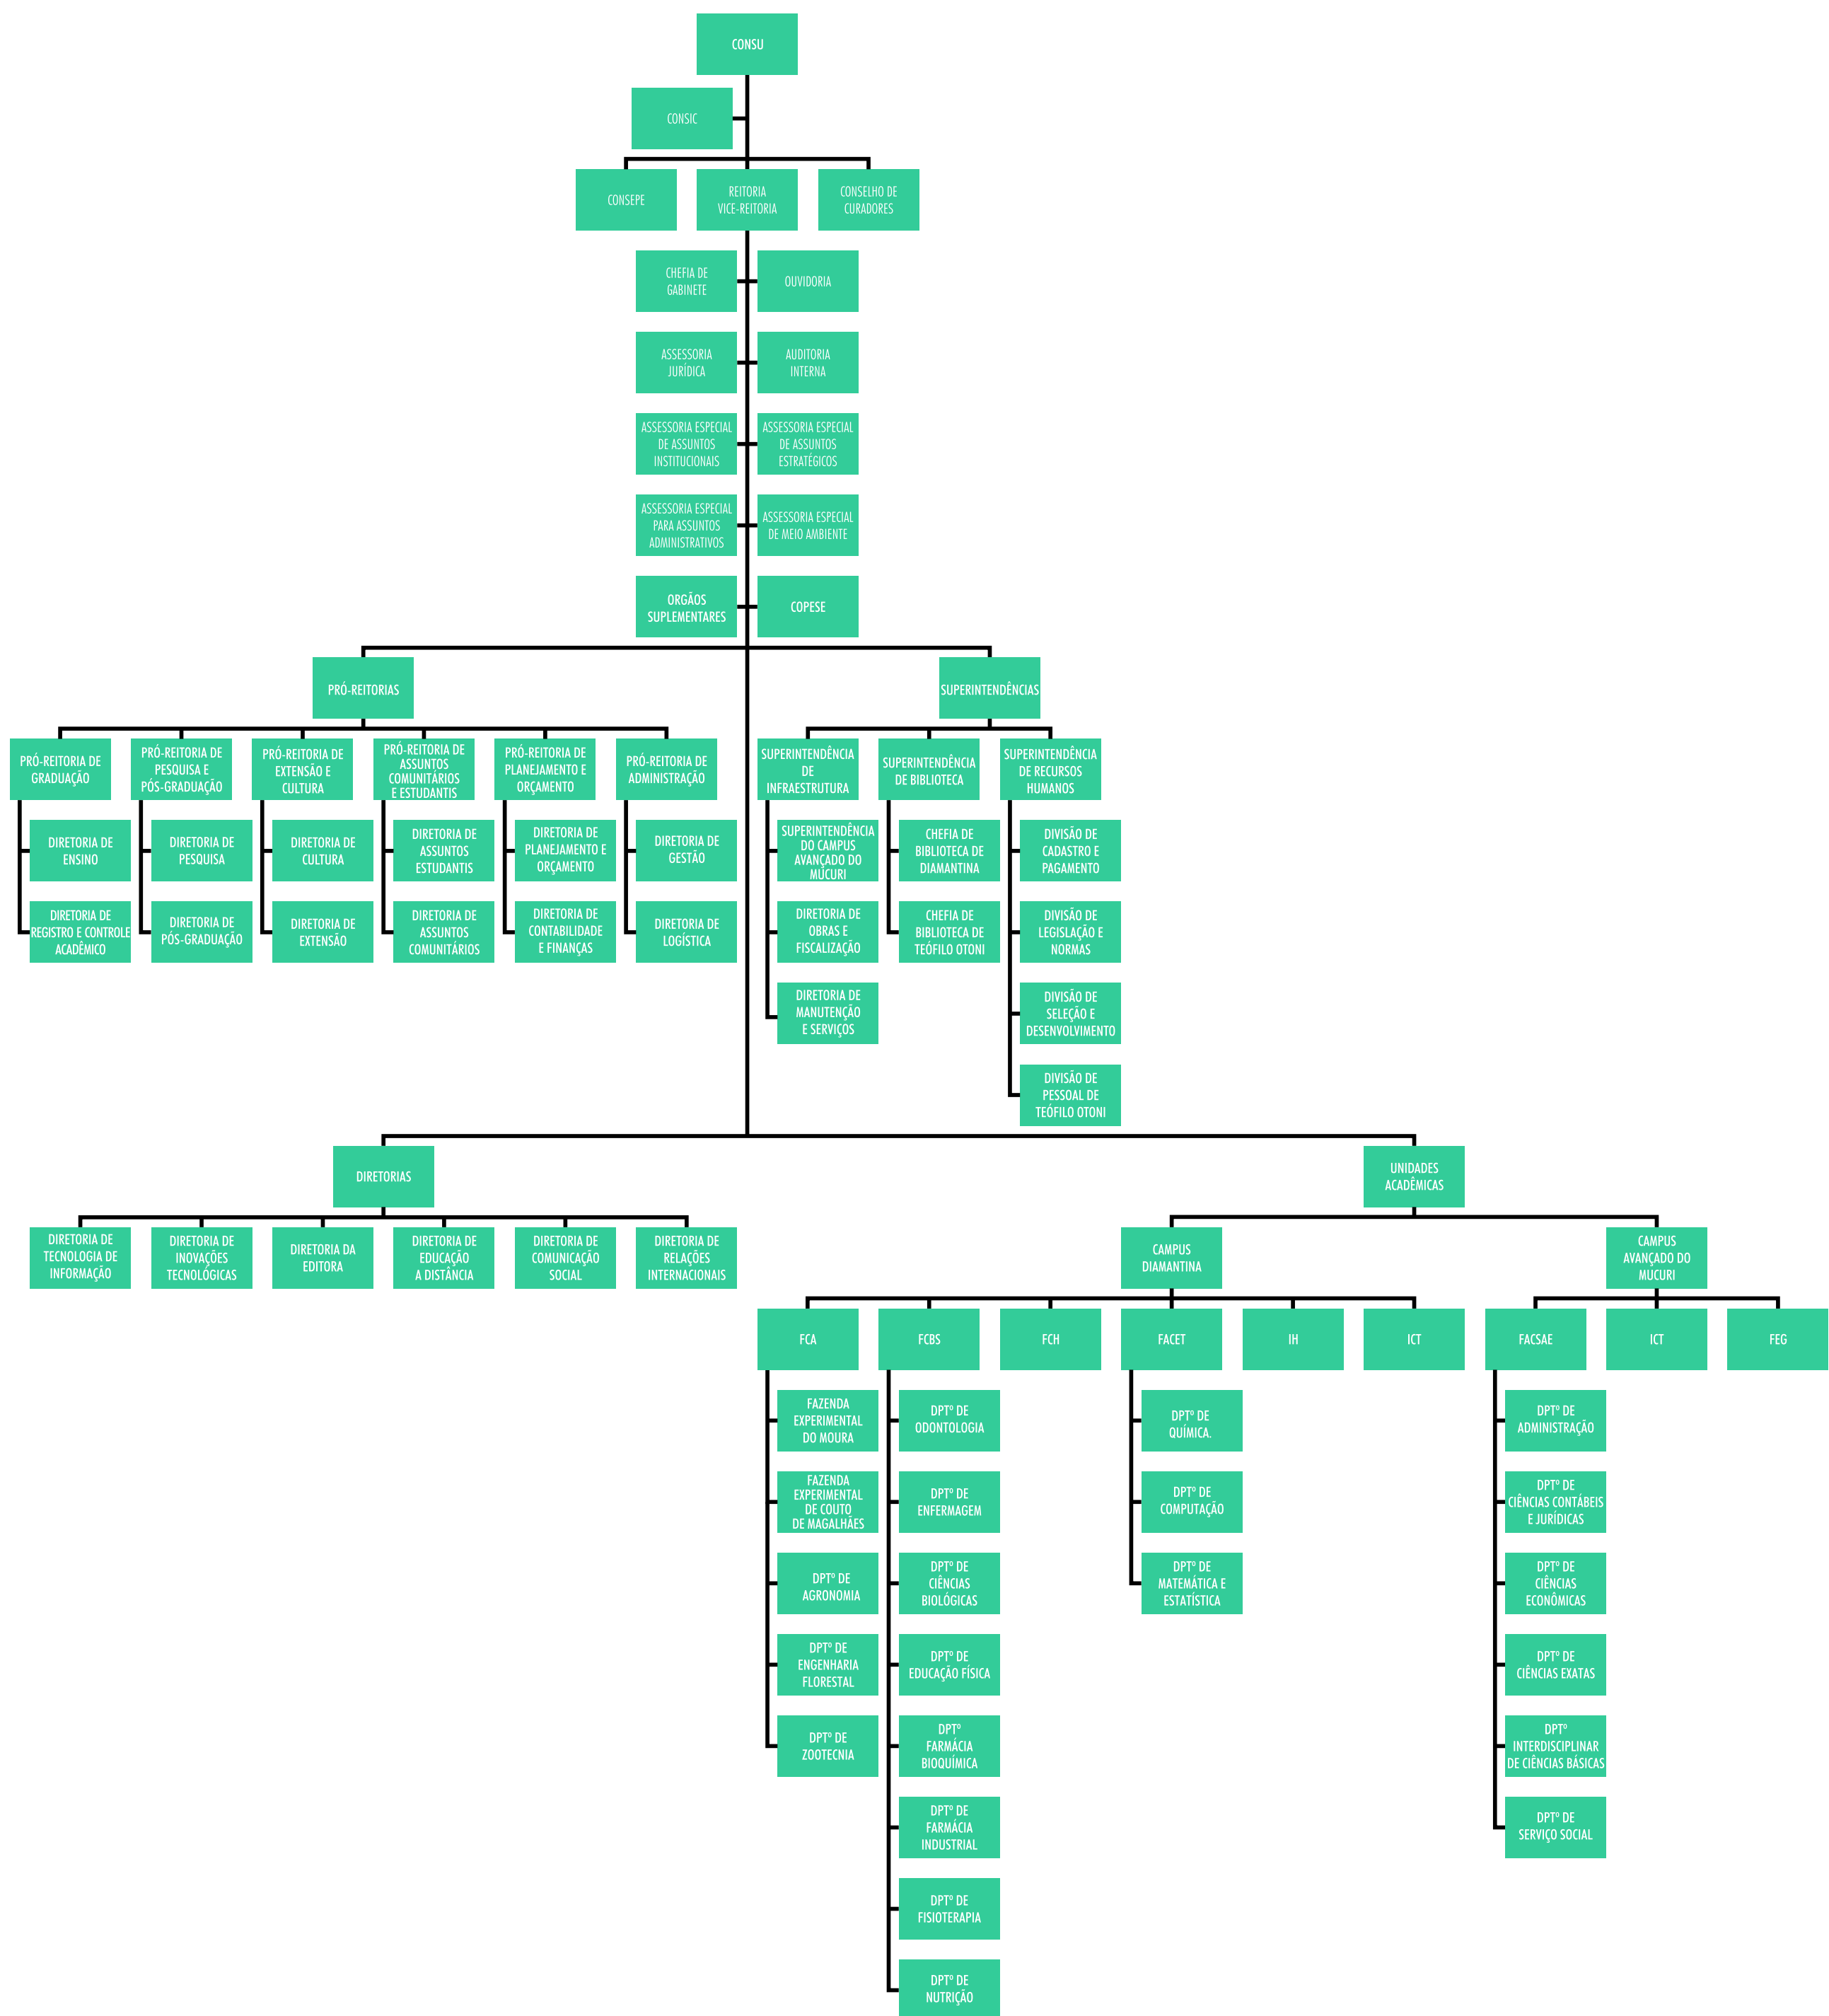 CONSU
CONSIC
CONSEPE
REITORIA
VICE-REITORIA
CONSELHO DE
CURADORES
CHEFIA DE
GABINETE
OUVIDORIA
ASSESSORIA
JURÍDICA
AUDITORIA
INTERNA
ASSESSORIA ESPECIAL
DE ASSUNTOS
INSTITUCIONAIS
ASSESSORIA ESPECIAL
DE ASSUNTOS
ESTRATÉGICOS
ASSESSORIA ESPECIAL
PARA ASSUNTOS
ADMINISTRATIVOS
ASSESSORIA ESPECIAL
DE MEIO AMBIENTE
ORGÃOS
SUPLEMENTARES
COPESE
PRÓ-REITORIAS
SUPERINTENDÊNCIAS
PRÓ-REITORIA DE
GRADUAÇÃO
PRÓ-REITORIA DE
PESQUISA E
PÓS-GRADUAÇÃO
PRÓ-REITORIA DE
EXTENSÃO E
CULTURA
PRÓ-REITORIA DE
ASSUNTOS
COMUNITÁRIOS
E ESTUDANTIS
PRÓ-REITORIA DE
PLANEJAMENTO E
ORÇAMENTO
PRÓ-REITORIA DE
ADMINISTRAÇÃO
SUPERINTENDÊNCIA
DE
INFRAESTRUTURA
SUPERINTENDÊNCIA
DE BIBLIOTECA
SUPERINTENDÊNCIA
DE RECURSOS
HUMANOS
DIRETORIA DE
ENSINO
DIRETORIA DE
PESQUISA
DIRETORIA DE
CULTURA
DIRETORIA DE
ASSUNTOS
ESTUDANTIS
DIRETORIA DE
PLANEJAMENTO E
ORÇAMENTO
DIRETORIA DE
GESTÃO
SUPERINTENDÊNCIA
DO CAMPUS
AVANÇADO DO
MUCURI
CHEFIA DE
BIBLIOTECA DE
DIAMANTINA
DIVISÃO DE
CADASTRO E
PAGAMENTO
DIRETORIA DE
REGISTRO E CONTROLE
ACADÊMICO
DIRETORIA DE
PÓS-GRADUAÇÃO
DIRETORIA DE
EXTENSÃO
DIRETORIA DE
ASSUNTOS
COMUNITÁRIOS
DIRETORIA DE
CONTABILIDADE
E FINANÇAS
DIRETORIA DE
LOGÍSTICA
DIRETORIA DE
OBRAS E
FISCALIZAÇÃO
CHEFIA DE
BIBLIOTECA DE
TEÓFILO OTONI
DIVISÃO DE
LEGISLAÇÃO E
NORMAS
DIRETORIA DE
MANUTENÇÃO
E SERVIÇOS
DIVISÃO DE
SELEÇÃO E
DESENVOLVIMENTO
DIVISÃO DE
PESSOAL DE
TEÓFILO OTONI
DIRETORIAS
UNIDADES
ACADÊMICAS
DIRETORIA DE
TECNOLOGIA DE
INFORMAÇÃO
DIRETORIA DE
INOVAÇÕES
TECNOLÓGICAS
DIRETORIA DA
EDITORA
DIRETORIA DE
EDUCAÇÃO
A DISTÂNCIA
DIRETORIA DE
COMUNICAÇÃO
SOCIAL
DIRETORIA DE
RELAÇÕES
INTERNACIONAIS
CAMPUS
DIAMANTINA
CAMPUS
AVANÇADO DO
MUCURI
FCA
FCBS
FCH
FACET
IH
ICT
FACSAE
ICT
FEG
FAZENDA
EXPERIMENTAL
DO MOURA
DPTº DE
ODONTOLOGIA
DPTº DE
QUÍMICA.
DPTº DE
ADMINISTRAÇÃO
FAZENDA
EXPERIMENTAL
DE COUTO
DE MAGALHÃES
DPTº DE
ENFERMAGEM
DPTº DE
COMPUTAÇÃO
DPTº DE
CIÊNCIAS CONTÁBEIS
E JURÍDICAS
DPTº DE
AGRONOMIA
DPTº DE
CIÊNCIAS
BIOLÓGICAS
DPTº DE
MATEMÁTICA E
ESTATÍSTICA
DPTº DE
CIÊNCIAS
ECONÔMICAS
DPTº DE
ENGENHARIA
FLORESTAL
DPTº DE
EDUCAÇÃO FÍSICA
DPTº DE
CIÊNCIAS EXATAS
DPTº DE
ZOOTECNIA
DPTº
FARMÁCIA
BIOQUÍMICA
DPTº
INTERDISCIPLINAR
DE CIÊNCIAS BÁSICAS
DPTº DE
FARMÁCIA
INDUSTRIAL
DPTº DE
SERVIÇO SOCIAL
DPTº DE
FISIOTERAPIA
DPTº DE
NUTRIÇÃO